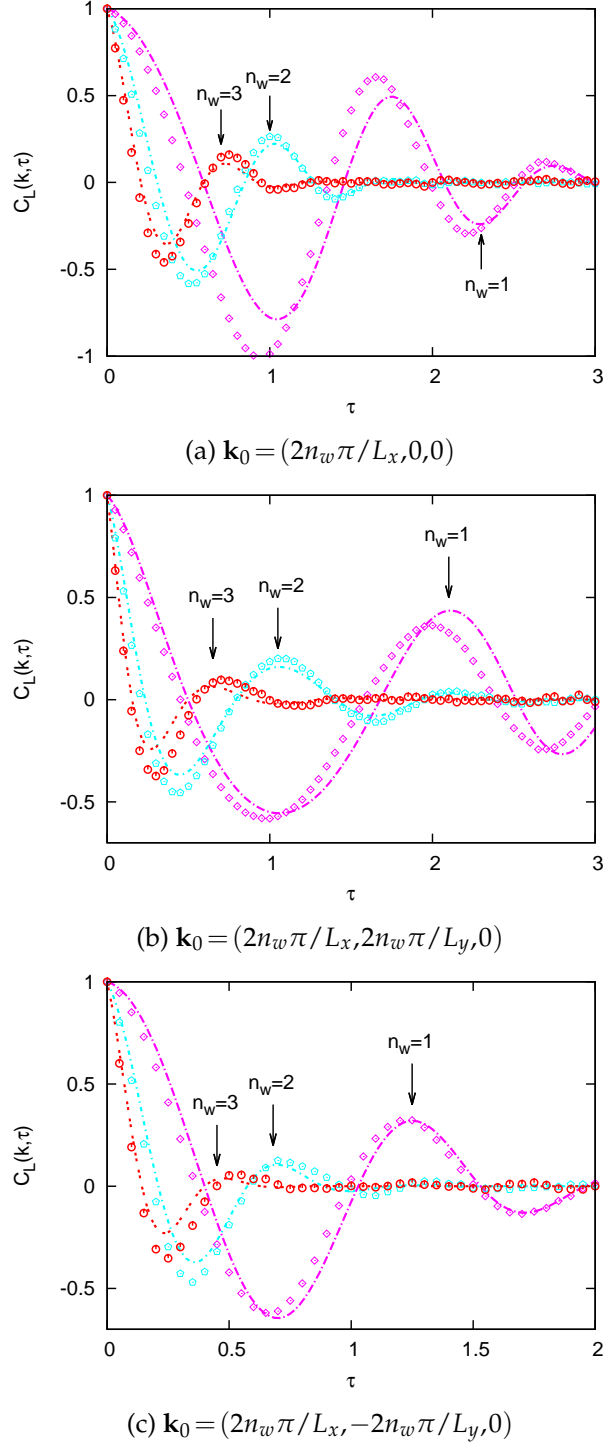 1
0.5
0
-0.5
-1
0
1
2
3
C_L(k,τ)
τ
n_w=3
n_w=2
n_w=1
(a) k_0 = (2n_wπ/L_x,0,0)
1
0.5
0
-0.5
0
1
2
3
C_L(k,τ)
τ
n_w=1
n_w=3
n_w=2
(b) k_0 = (2n_wπ/L_x,2n_wπ/L_y,0)
1
0.5
0
-0.5
0
0.5
1
1.5
2
C_L(k,τ)
τ
n_w=1
n_w=3
n_w=2
(c) k_0 = (2n_wπ/L_x,−2n_wπ/L_y,0)